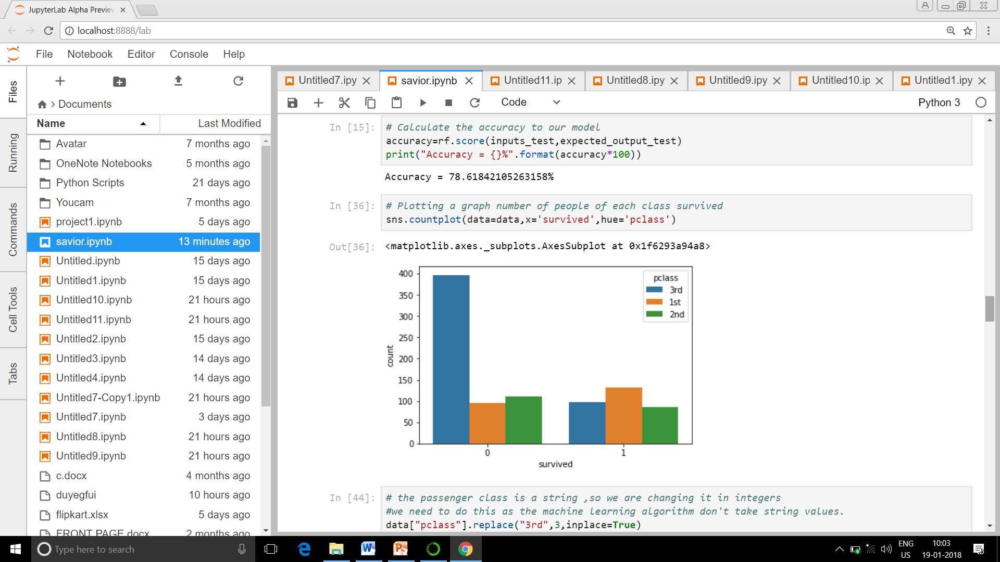 JupyterLab Alpha Preview
localhost:8888/lab
File Notebook Editor Console Help
Files
Running
Commands
Cell Tools
Tabs
Documents
Name Last Modified
Avatar 7 months ago
OneNote Notebooks 5 months ago
Python Scripts 21 days ago
Youcam 7 months ago
project1.ipynb 5 days ago
savior.ipynb 13 minutes ago
Untitled.ipynb 15 days ago
Untitled1.ipynb 15 days ago
Untitled10.ipynb 21 hours ago
Untitled11.ipynb 21 hours ago
Untitled2.ipynb 15 days ago
Untitled3.ipynb 14 days ago
Untitled4.ipynb 14 days ago
Untitled7-Copy1.ipynb 21 hours ago
Untitled7.ipynb 3 days ago
Untitled8.ipynb 21 hours ago
Untitled9.ipynb 21 hours ago
c.docx 4 months ago
duyegfui 10 hours ago
flipkart.xlsx 5 days ago
FRONT PAGE.docx 2 months ago
Untitled7.ipy savior.ipynb Untitled11.ip Untitled8.ipy Untitled9.ipy Untitled10.ip Untitled1.ipy
Code Python 3
In [15]: # Calculate the accuracy to our model
accuracy=rf.score(inputs_test,expected_output_test)
print("Accuracy = {}%".format(accuracy*100))
Accuracy = 78.61842105263158%
In [36]: # Plotting a graph number of people of each class survived
sns.countplot(data=data,x='survived',hue='pclass')
Out[36]: <matplotlib.axes._subplots.AxesSubplot at 0x1f6293a94a8>
pclass
3rd
1st
2nd
400
350
300
250
200
150
100
50
0
count
0 1
survived
In [44]: # the passenger class is a string ,so we are changing it in integers
#we need to do this as the machine learning algorithm don't take string values.
data["pclass"].replace("3rd",3,inplace=True)
Type here to search
ENG
US
10:03
19-01-2018